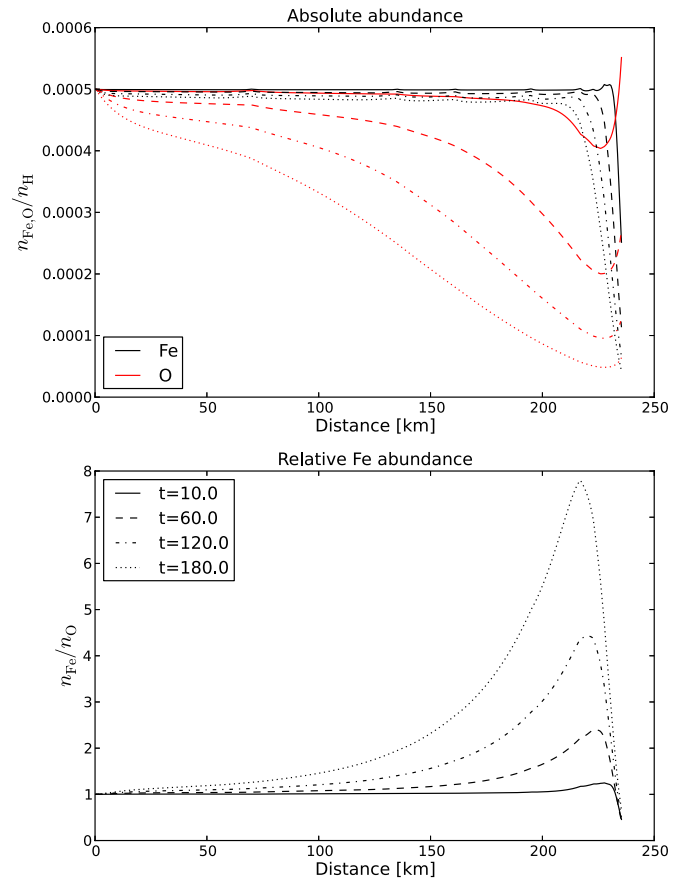 Absolute abundance
n_Fe,O/n_H
0.0006
0.0005
0.0004
0.0003
0.0002
0.0001
0.0000
Fe
O
0 50 100 150 200 250
Distance [km]
Relative Fe abundance
n_Fe/n_O
8
7
6
5
4
3
2
1
0
t=10.0
t=60.0
t=120.0
t=180.0
0 50 100 150 200 250
Distance [km]